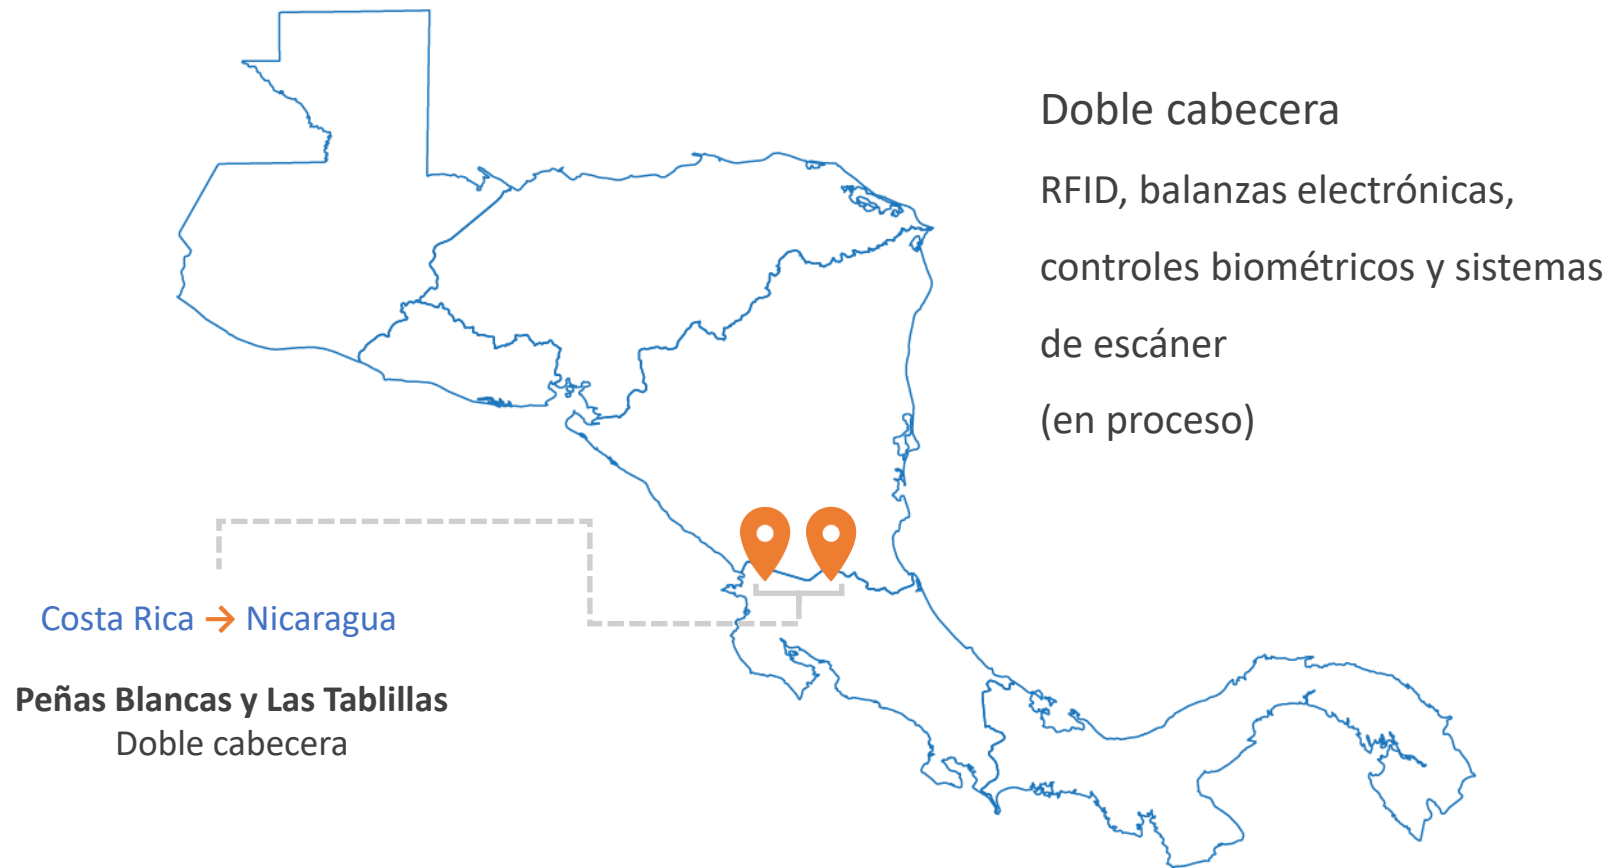 Doble cabecera
RFID, balanzas electrónicas,
controles biométricos y sistemas
de escáner
(en proceso)
Costa Rica → Nicaragua
Peñas Blancas y Las Tablillas
Doble cabecera